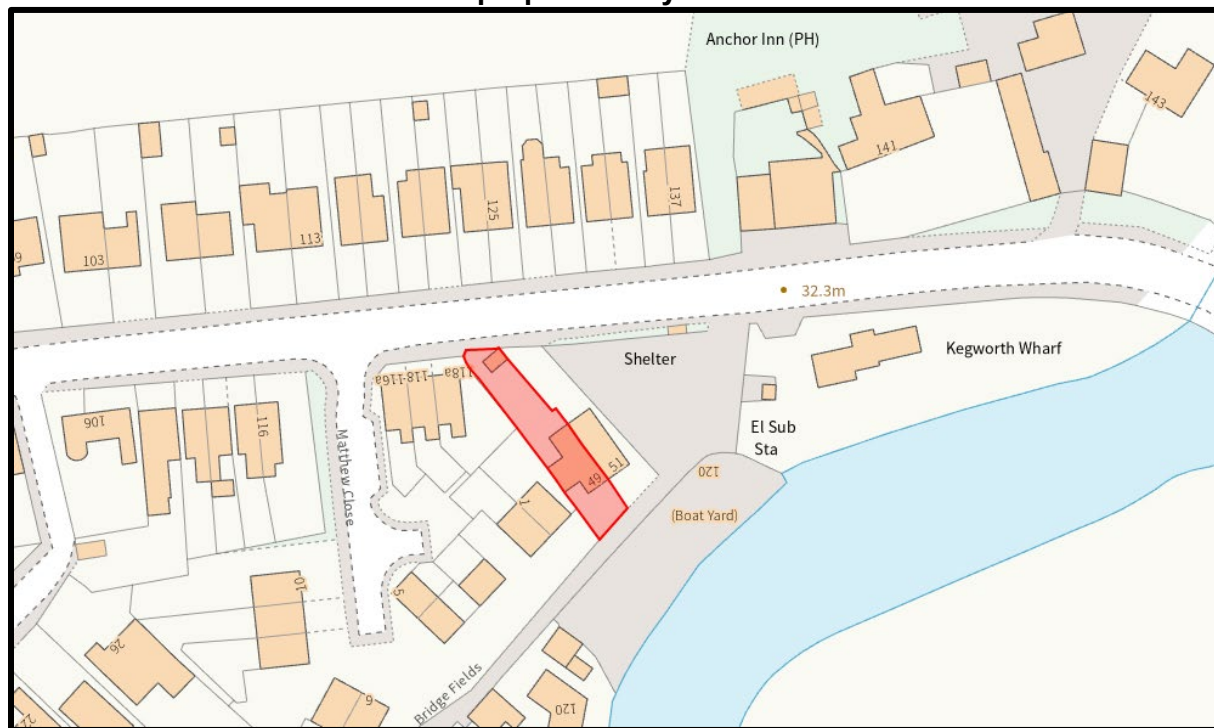 Anchor Inn (PH)
143
141
137
125
113
103
32.3m
Shelter
Kegworth Wharf
116a-118
118a
106
116
Matthew Close
El Sub
Sta
51
49
120
(Boat Yard)
1
5
10
26
6
Bridge Fields
120